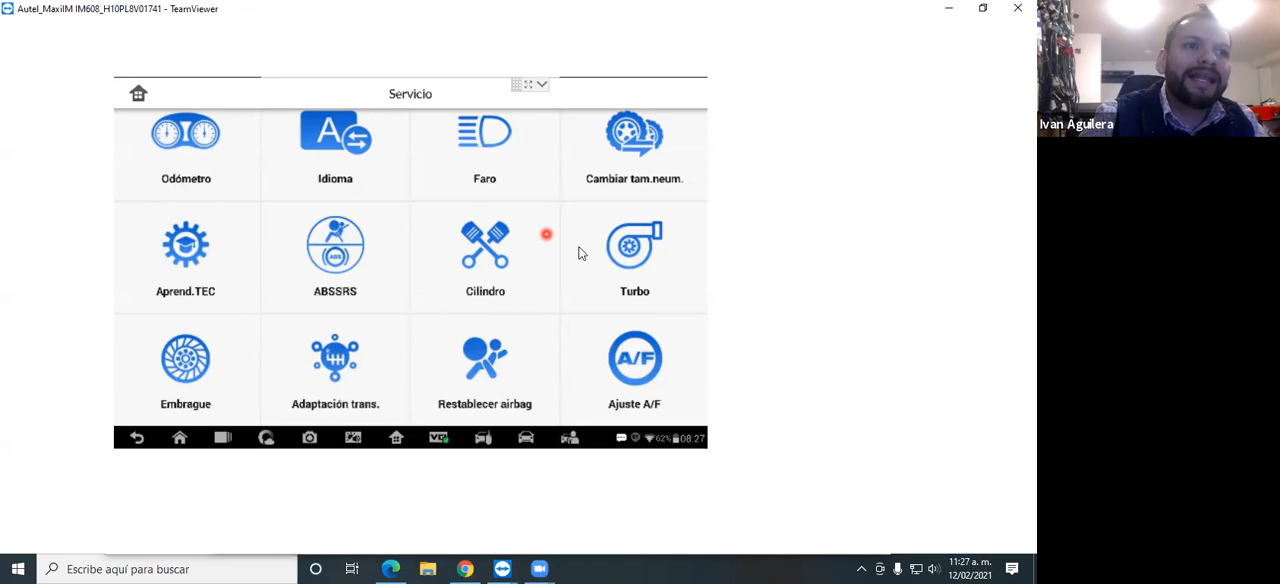 Autel_MaxiIM IM608_H10PL8V01741 - TeamViewer
Servicio
Ivan Aguilera
A
Odómetro
Idioma
Faro
Cambiar tam.neum.
ABS
Aprend.TEC
ABSSRS
Cilindro
Turbo
A/F
Embrague
Adaptación trans.
Restablecer airbag
Ajuste A/F
62% 08:27
Escribe aquí para buscar
11:27 a. m.
12/02/2021